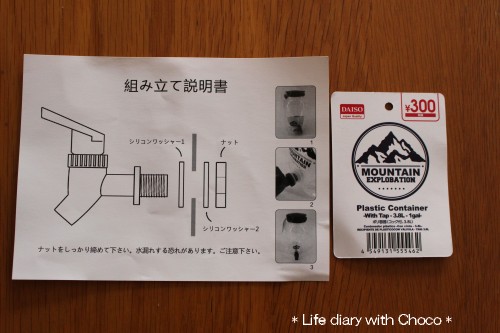 組み立て説明書
シリコンワッシャー1
ナット
シリコンワッシャー2
1
2
3
ナットをしっかり締めて下さい。水漏れする恐れがあります。ご注意下さい。
DAISO
¥300
MOUNTAIN
EXPLORATION
Plastic Container
-With Tap - 3.8L - 1gal-
4 549131 553462
* Life diary with Choco *